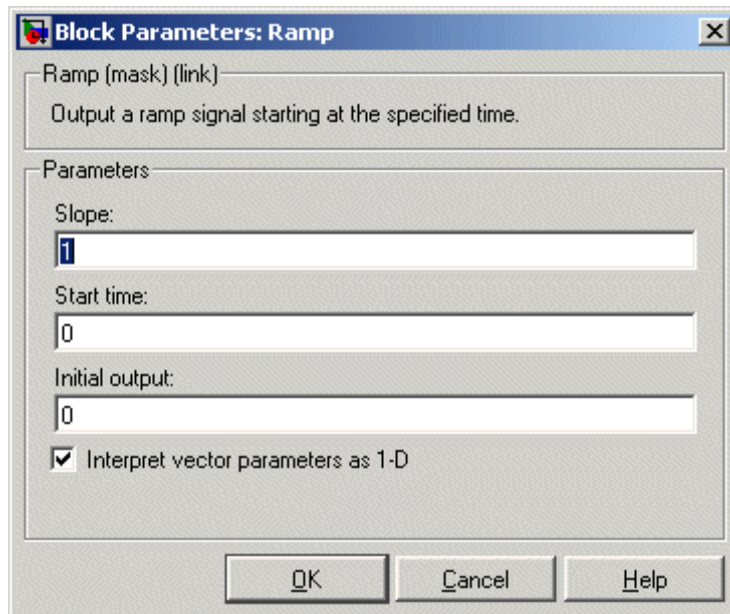 Block Parameters: Ramp
Ramp (mask) (link)
Output a ramp signal starting at the specified time.
Parameters
Slope:
1
Start time:
0
Initial output:
0
Interpret vector parameters as 1-D
OK Cancel Help